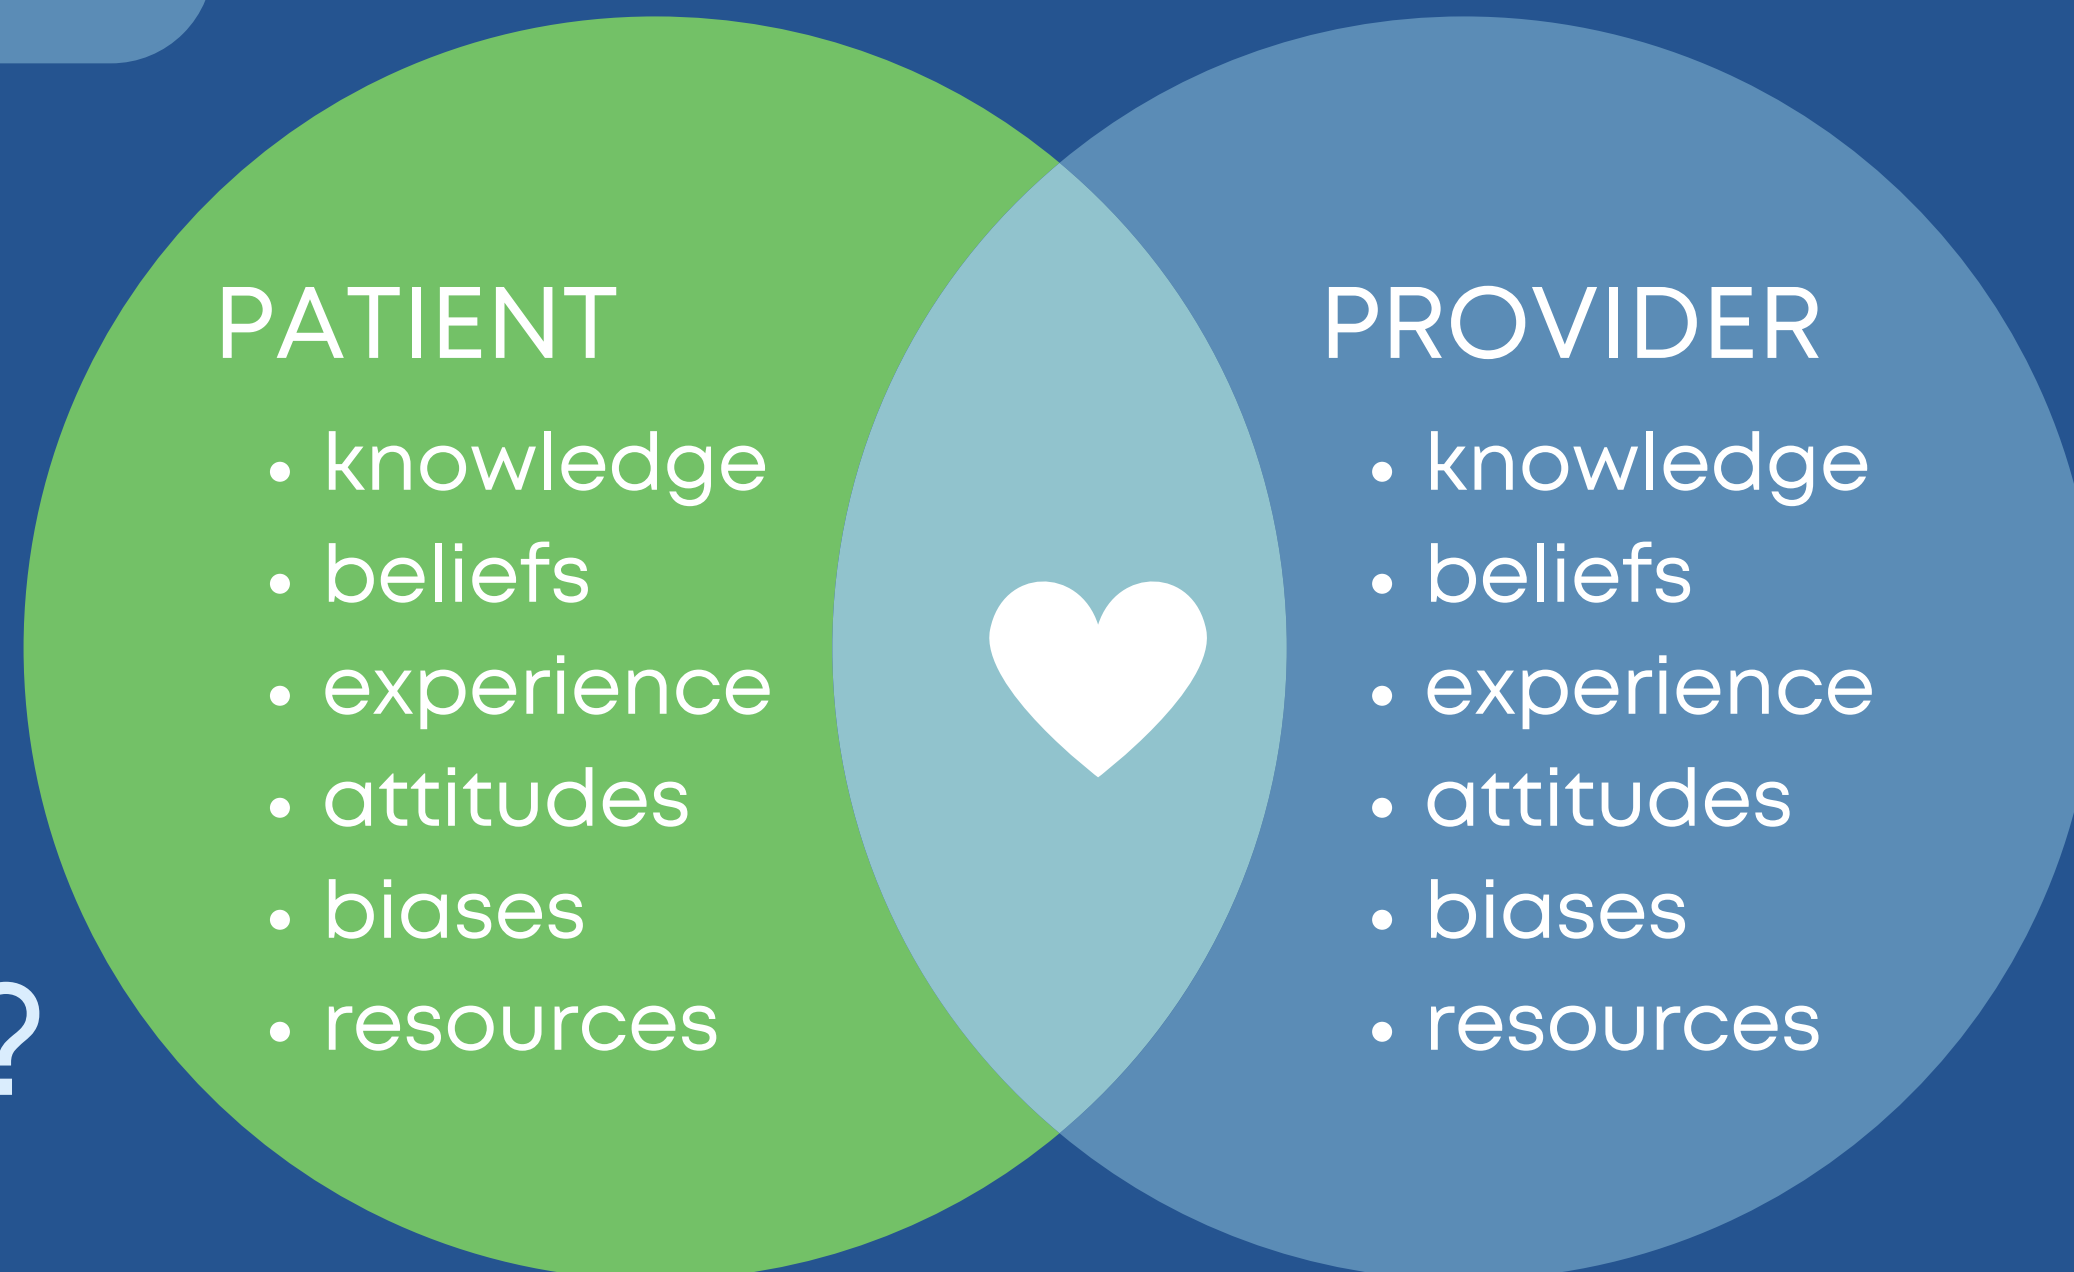 PATIENT
• knowledge
• beliefs
• experience
• attitudes
• biases
• resources
PROVIDER
• knowledge
• beliefs
• experience
• attitudes
• biases
• resources
?